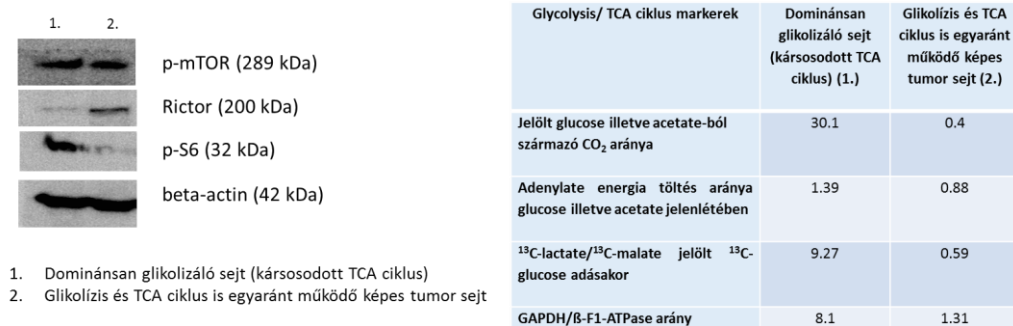 1. 2.
p-mTOR (289 kDa)
Rictor (200 kDa)
p-S6 (32 kDa)
beta-actin (42 kDa)
1. Dominánsan glikolizáló sejt (kársosodott TCA ciklus)
2. Glikolízis és TCA ciklus is egyaránt működő képes tumor sejt
Glycolysis/ TCA ciklus markerek
Dominánsan
glikolizáló sejt
(kársosodott TCA
ciklus) (1.)
Glikolízis és TCA
ciklus is egyaránt
működő képes
tumor sejt (2.)
Jelölt glucose illetve acetate-ból
származó CO₂ aránya
30.1
0.4
Adenylate energia töltés aránya
glucose illetve acetate jelenlétében
1.39
0.88
¹³C-lactate/¹³C-malate jelölt ¹³C-
glucose adásakor
9.27
0.59
GAPDH/ß-F1-ATPase arány
8.1
1.31